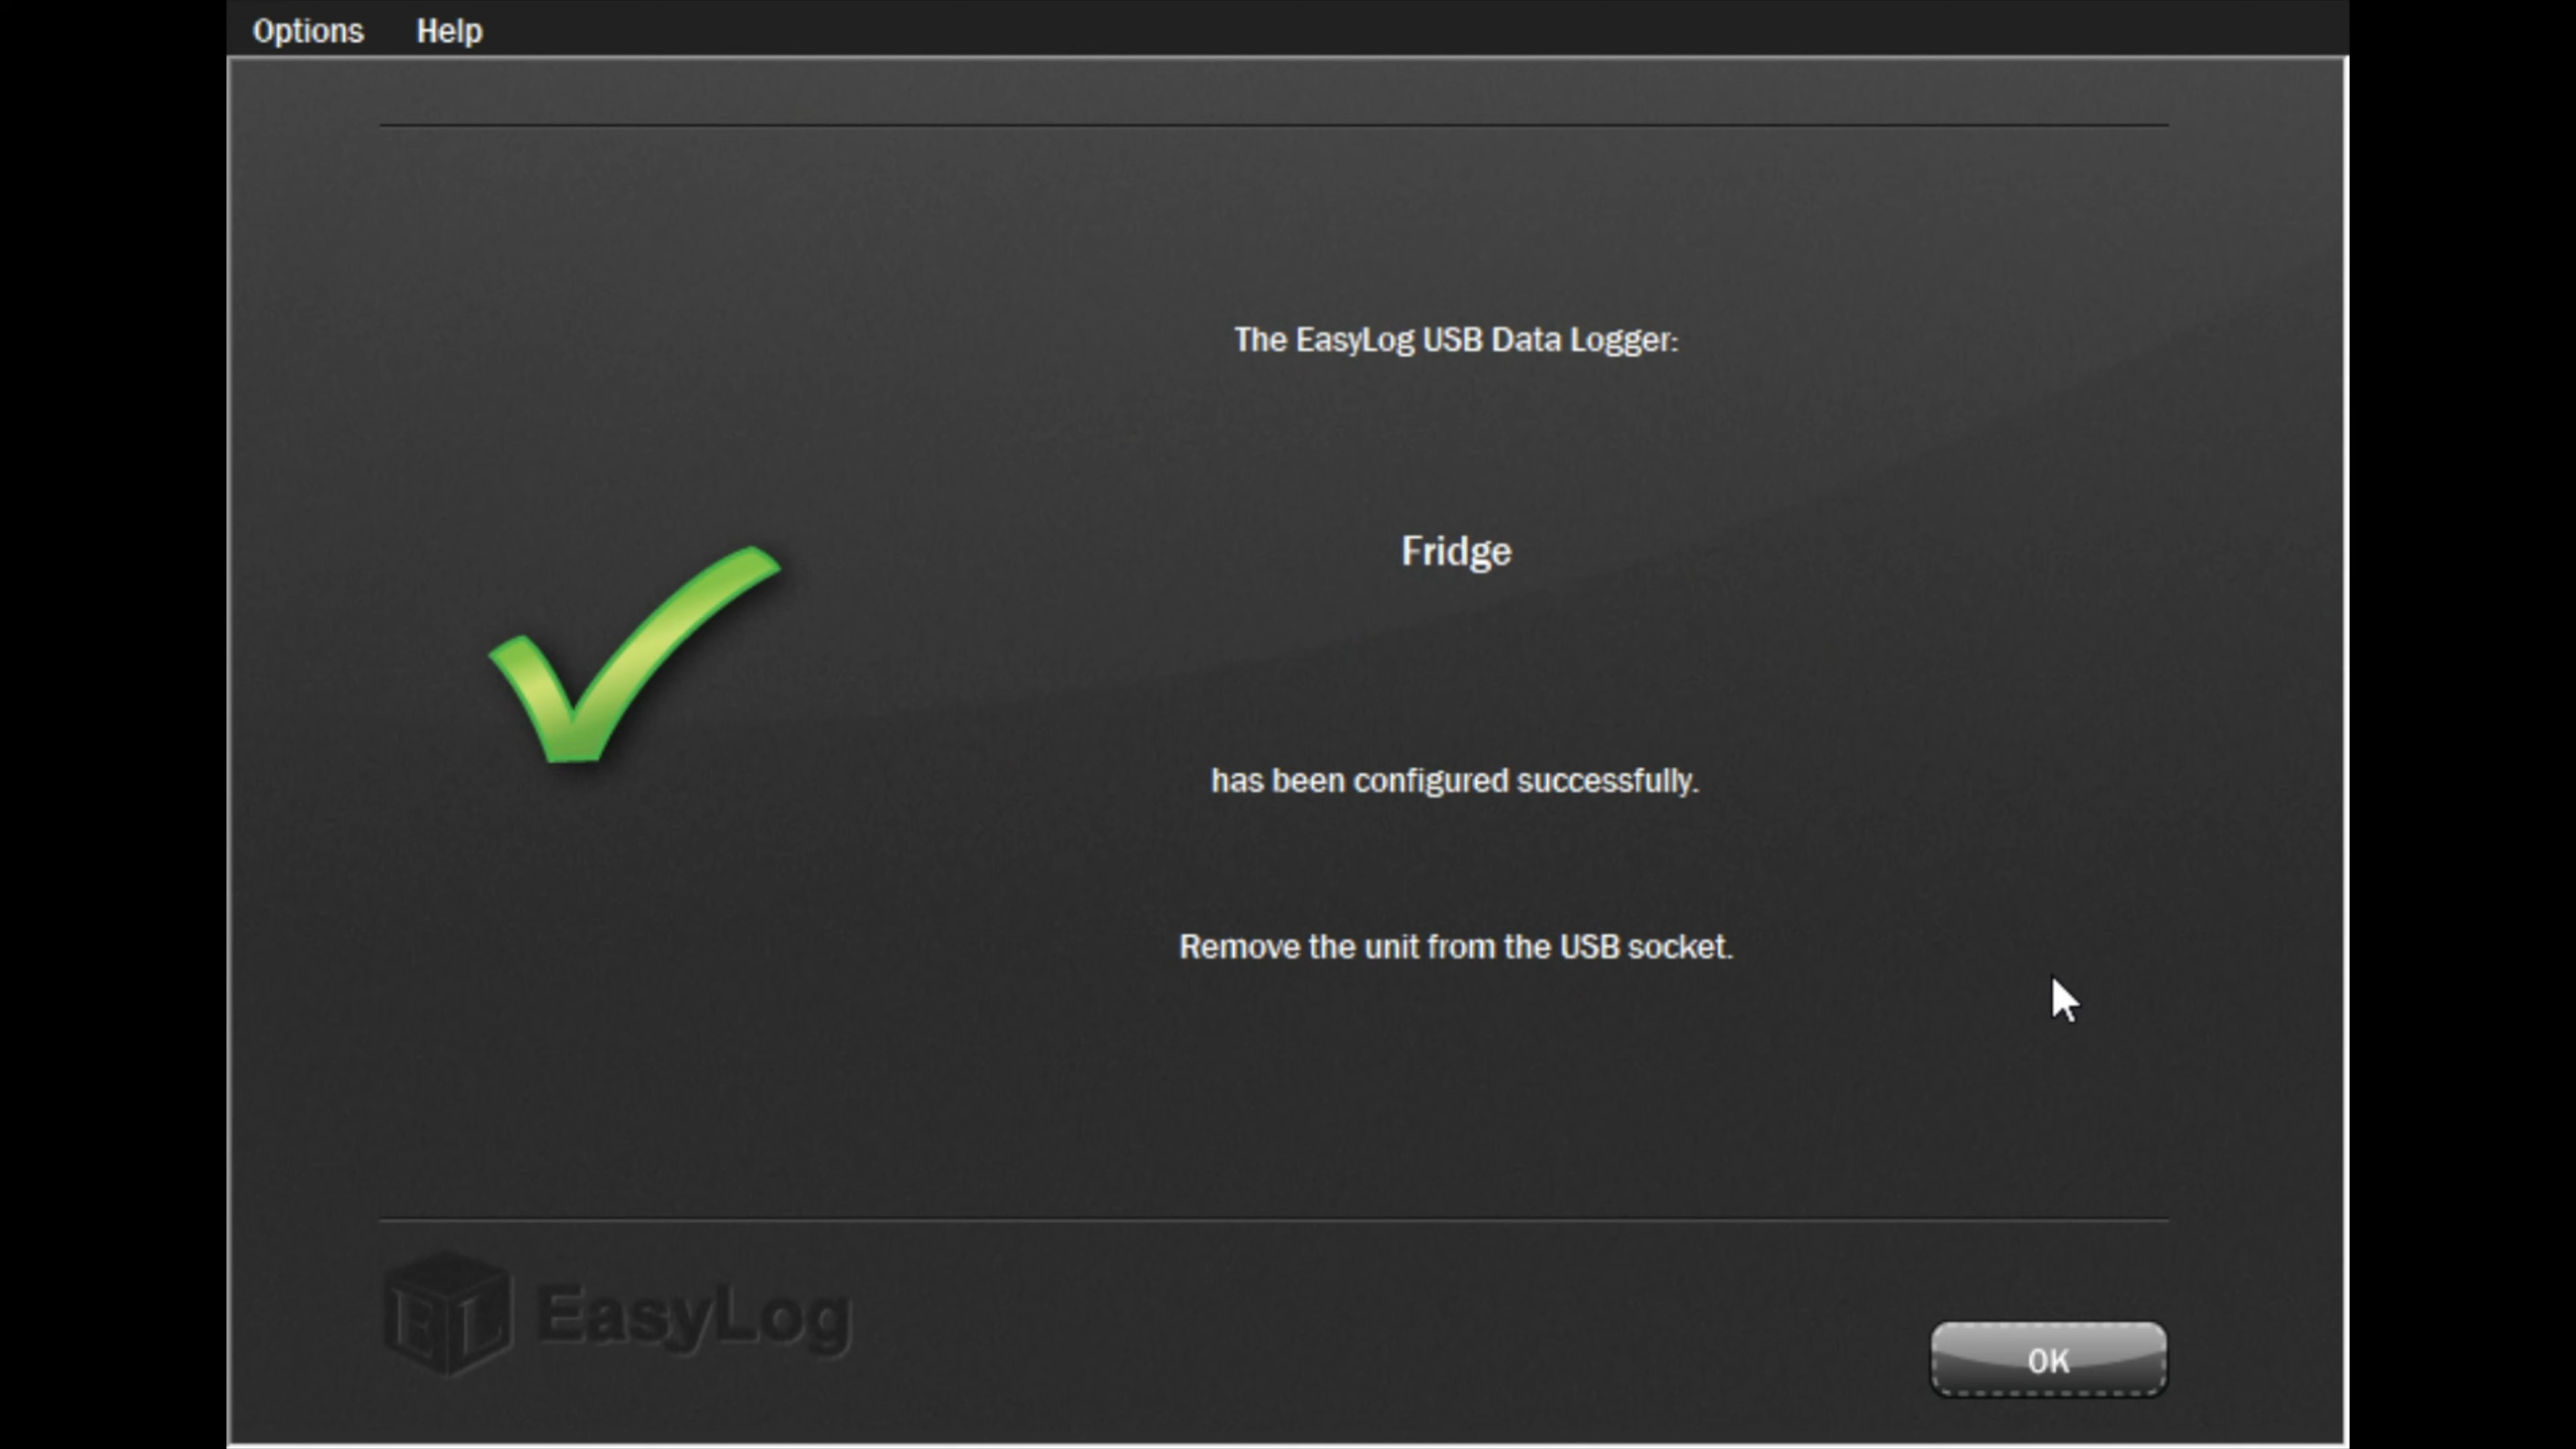 Options Help
The EasyLog USB Data Logger:
Fridge
has been configured successfully.
Remove the unit from the USB socket.
EL EasyLog
OK